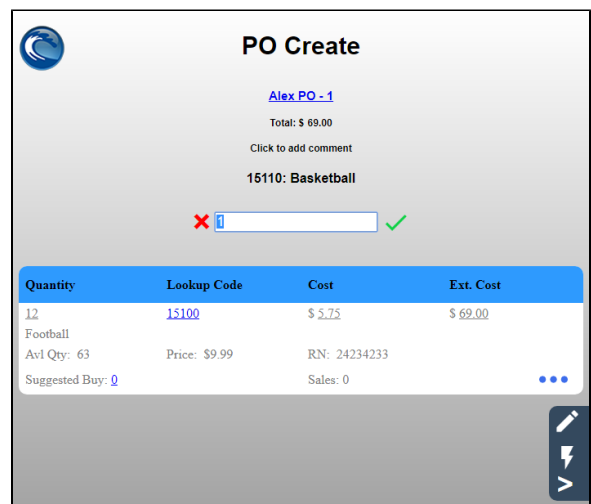 PO Create
Alex PO - 1
Total: $ 69.00
Click to add comment
15110: Basketball
1
Quantity Lookup Code Cost Ext. Cost
12 15100 $ 5.75 $ 69.00
Football
Avl Qty: 63 Price: $9.99 RN: 24234233
Suggested Buy: 0 Sales: 0